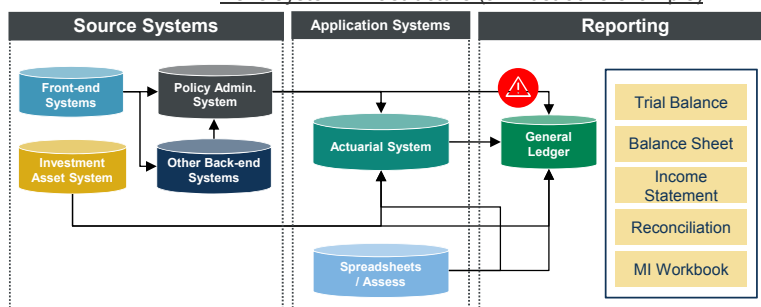 Source Systems
Application Systems
Reporting
Front-end
Systems
Policy Admin.
System
Investment
Asset System
Other Back-end
Systems
Actuarial System
Spreadsheets
/ Assess
General
Ledger
Trial Balance
Balance Sheet
Income
Statement
Reconciliation
MI Workbook